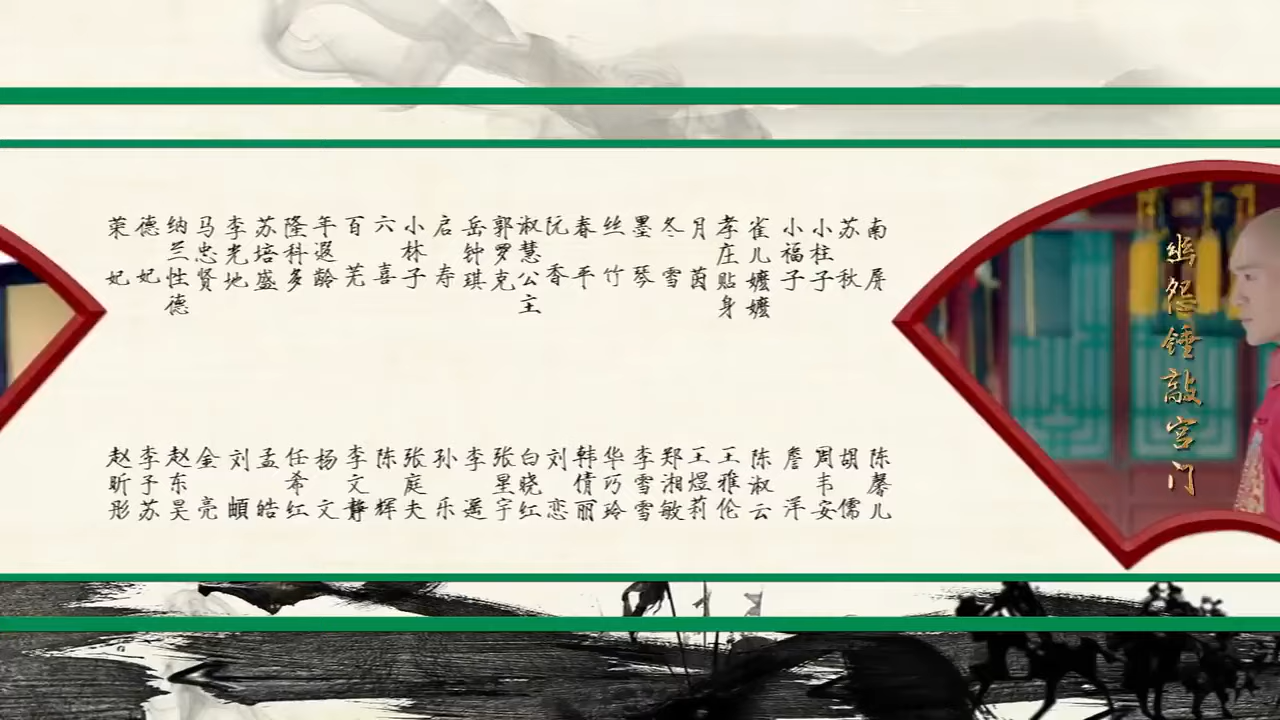 荣妃
德妃
纳兰性德
马忠贤
李光地
苏培盛
隆科多
年遐龄
百芜
六喜
小林子
启寿
岳钟琪
郭罗克
淑慧公主
阮香
春平
丝竹
墨琴
冬雪
月茵
孝庄贴身
雀儿嬷嬷
小福子
小柱子
苏秋
南屏
赵昕彤
李子苏
赵东昊
金亮
刘頔
孟皓
任希红
杨文
李文静
陈辉
张庭夫
孙乐
李遥
张星宇
白晓红
刘恋
韩倩丽
华巧玲
李雪雪
郑湘敏
王煜莉
王雅伦
陈淑云
詹洋
周韦安
胡儒
陈馨儿
幽怨锤敲宫门